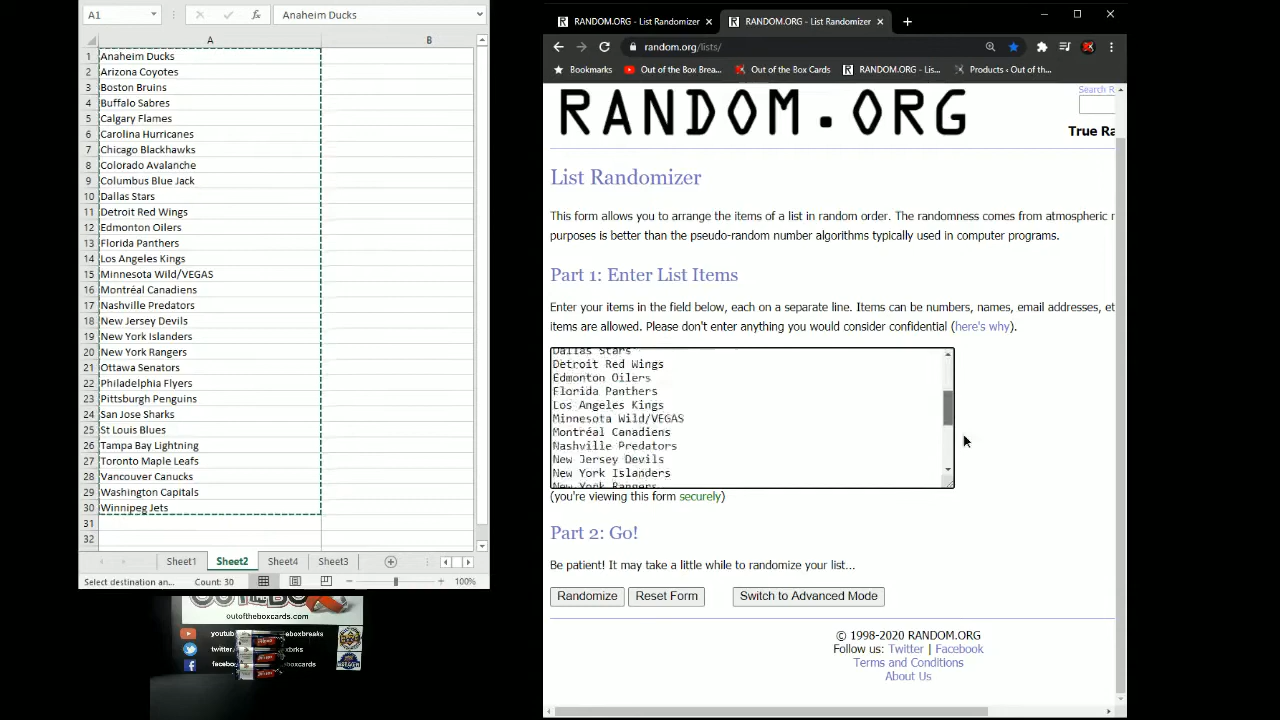 A1
Anaheim Ducks
A
B
1 Anaheim Ducks
2 Arizona Coyotes
3 Boston Bruins
4 Buffalo Sabres
5 Calgary Flames
6 Carolina Hurricanes
7 Chicago Blackhawks
8 Colorado Avalanche
9 Columbus Blue Jack
10 Dallas Stars
11 Detroit Red Wings
12 Edmonton Oilers
13 Florida Panthers
14 Los Angeles Kings
15 Minnesota Wild/VEGAS
16 Montréal Canadiens
17 Nashville Predators
18 New Jersey Devils
19 New York Islanders
20 New York Rangers
21 Ottawa Senators
22 Philadelphia Flyers
23 Pittsburgh Penguins
24 San Jose Sharks
25 St Louis Blues
26 Tampa Bay Lightning
27 Toronto Maple Leafs
28 Vancouver Canucks
29 Washington Capitals
30 Winnipeg Jets
31
32
Sheet1 Sheet2 Sheet4 Sheet3
Select destination an... Count: 30 100%
outoftheboxcards.com
youtub eboxbreaks
twitter. xbrks
facebo xcards
RANDOM.ORG - List Randomizer
RANDOM.ORG - List Randomizer
random.org/lists/
Bookmarks Out of the Box Brea... Out of the Box Cards RANDOM.ORG - Lis... Products ‹ Out of th...
RANDOM.ORG
Search R
True Ra
List Randomizer
This form allows you to arrange the items of a list in random order. The randomness comes from atmospheric r
purposes is better than the pseudo-random number algorithms typically used in computer programs.
Part 1: Enter List Items
Enter your items in the field below, each on a separate line. Items can be numbers, names, email addresses, et
items are allowed. Please don't enter anything you would consider confidential (here's why).
Dallas Stars
Detroit Red Wings
Edmonton Oilers
Florida Panthers
Los Angeles Kings
Minnesota Wild/VEGAS
Montréal Canadiens
Nashville Predators
New Jersey Devils
New York Islanders
New York Rangers
(you're viewing this form securely)
Part 2: Go!
Be patient! It may take a little while to randomize your list...
Randomize Reset Form Switch to Advanced Mode
© 1998-2020 RANDOM.ORG
Follow us: Twitter | Facebook
Terms and Conditions
About Us